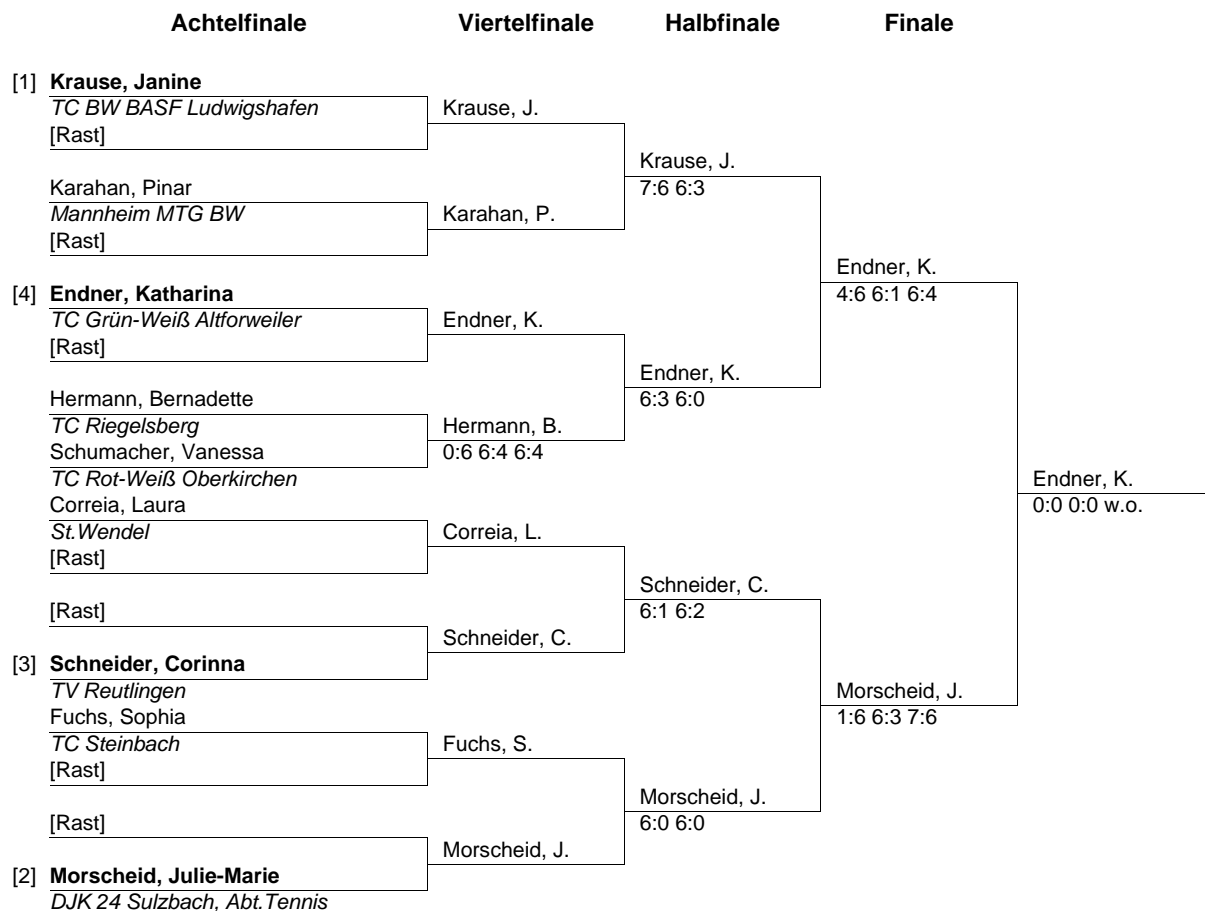 Achtelfinale Viertelfinale Halbfinale Finale
[1] Krause, Janine
TC BW BASF Ludwigshafen Krause, J.
[Rast]
Krause, J.
Karahan, Pinar 7:6 6:3
Mannheim MTG BW Karahan, P.
[Rast]
Endner, K.
[4] Endner, Katharina 4:6 6:1 6:4
TC Grün-Weiß Altforweiler Endner, K.
[Rast]
Endner, K.
Hermann, Bernadette 6:3 6:0
TC Riegelsberg Hermann, B.
Schumacher, Vanessa 0:6 6:4 6:4
TC Rot-Weiß Oberkirchen Endner, K.
Correia, Laura 0:0 0:0 w.o.
St.Wendel Correia, L.
[Rast]
Schneider, C.
[Rast] 6:1 6:2
Schneider, C.
[3] Schneider, Corinna
TV Reutlingen Morscheid, J.
Fuchs, Sophia 1:6 6:3 7:6
TC Steinbach Fuchs, S.
[Rast]
Morscheid, J.
[Rast] 6:0 6:0
Morscheid, J.
[2] Morscheid, Julie-Marie
DJK 24 Sulzbach, Abt.Tennis